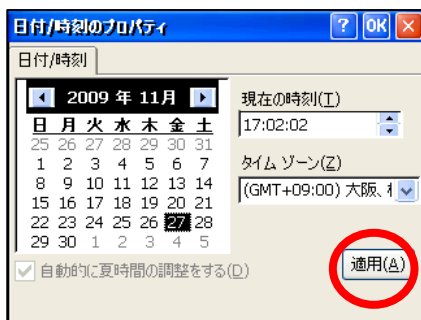 日付/時刻のプロパティ ? OK ×
日付/時刻
2009 年 11月
日 月 火 水 木 金 土
25 26 27 28 29 30 31
1 2 3 4 5 6 7
8 9 10 11 12 13 14
15 16 17 18 19 20 21
22 23 24 25 26 27 28
29 30 1 2 3 4 5
自動的に夏時間の調整をする(D)
現在の時刻(T)
17:02:02
タイム ゾーン(Z)
(GMT+09:00) 大阪、
適用(A)